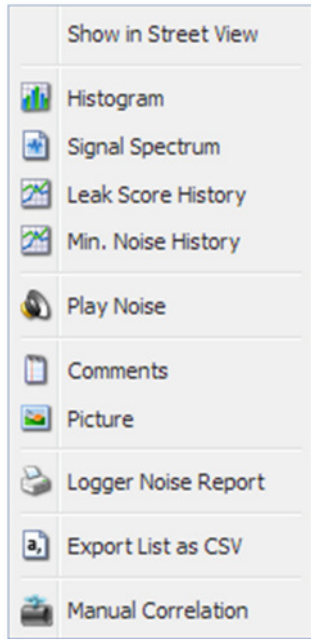 Show in Street View
Histogram
Signal Spectrum
Leak Score History
Min. Noise History
Play Noise
Comments
Picture
Logger Noise Report
a,
Export List as CSV
Manual Correlation